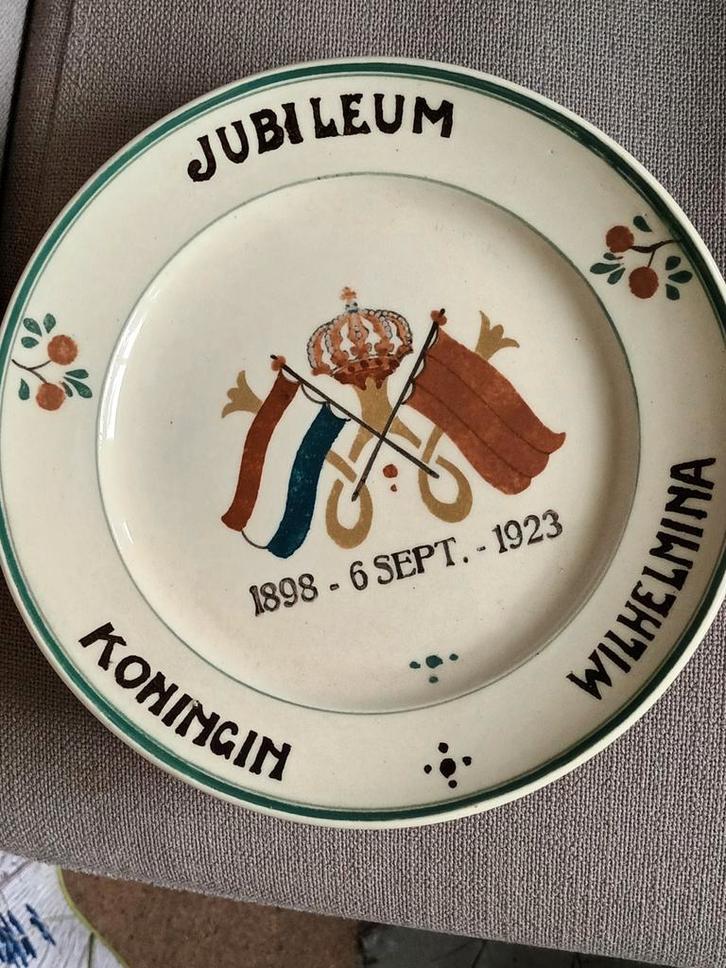 JUBILEUM
KONINGIN
WILHELMINA
1898 - 6 SEPT. - 1923